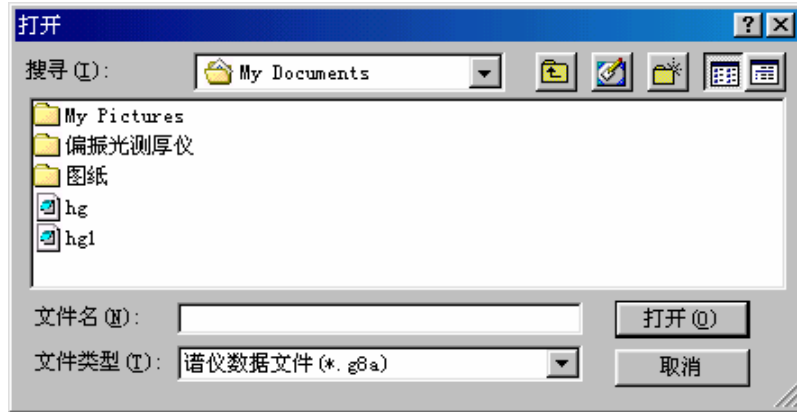 打开
搜寻(I): My Documents
My Pictures
偏振光测厚仪
图纸
hg
hg1
文件名(N): 打开(O)
文件类型(T): 谱仪数据文件(*.g8a) 取消